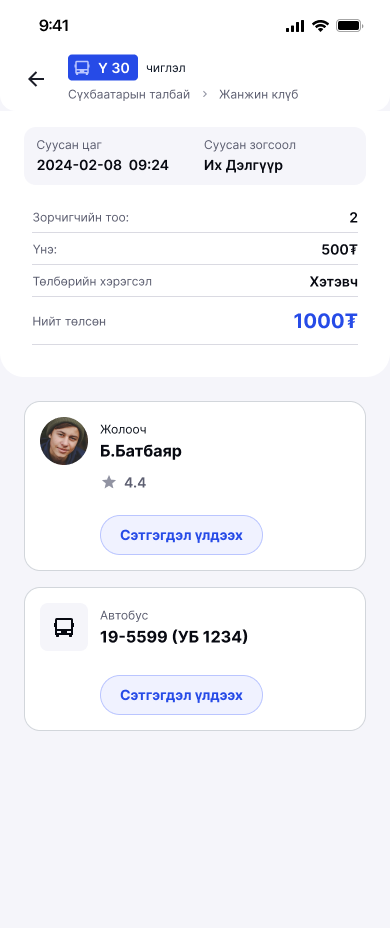 9:41
Ү 30 чиглэл
Сүхбаатарын талбай > Жанжин клүб
Суусан цаг
2024-02-08 09:24
Суусан зогсоол
Их Дэлгүүр
Зорчигчийн тоо: 2
Үнэ: 500₮
Төлбөрийн хэрэгсэл Хэтэвч
Нийт төлсөн 1000₮
Жолооч
Б.Батбаяр
4.4
Сэтгэгдэл үлдээх
Автобус
19-5599 (УБ 1234)
Сэтгэгдэл үлдээх